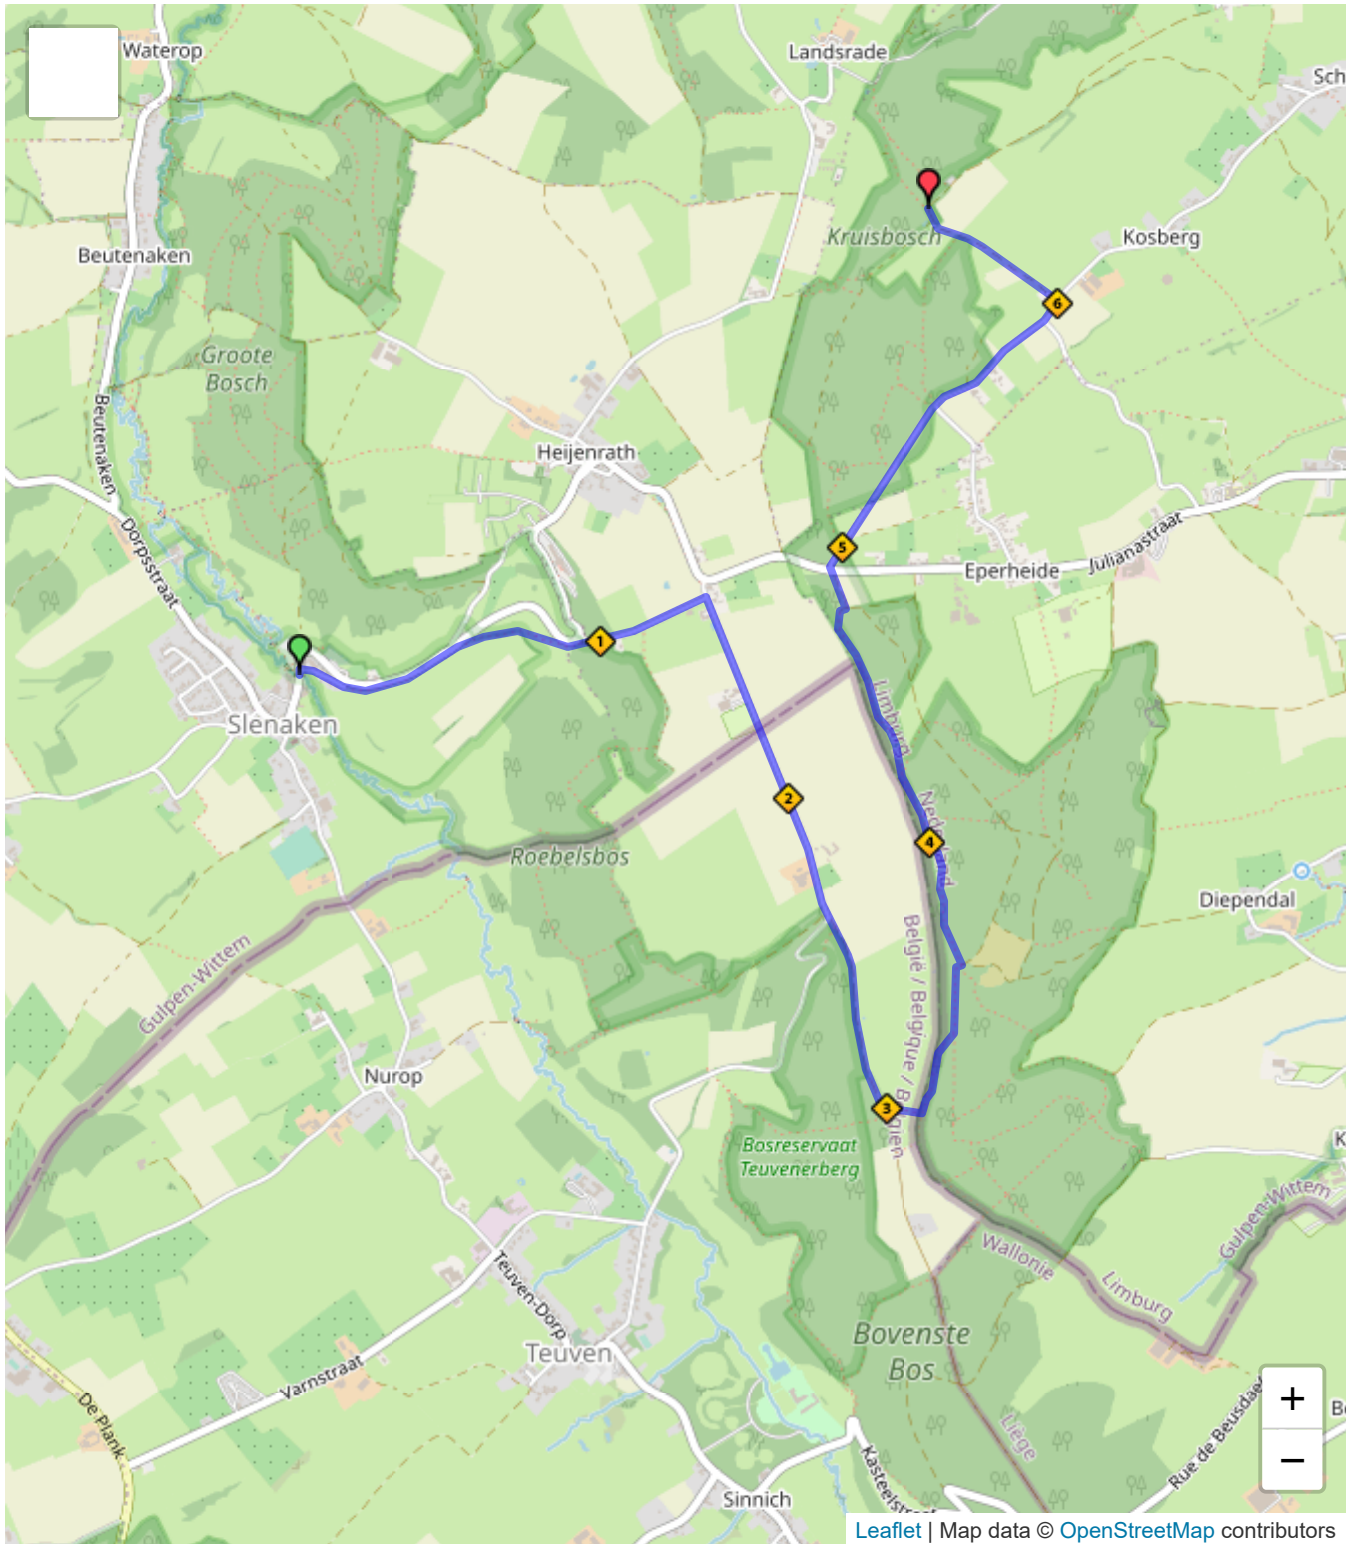 Waterop
Landsrade
Sch
Beutenaken
Kruisbosch
Kosberg
6
Groote
Bosch
Beutenaken
Heijenrath
Dorpsstraat
5
Julianastraat
Eperheide
1
Slenaken
Limburg
2
Nederland
4
Roebelsbos
Diependal
België / Belgique / Belgien
Gulpen-Wittem
Nurop
3
Bosreservaat
Teuvenerberg
K
Gulpen-Wittem
Wallonie
Limburg
Teuven-Dorp
Teuven
Bovenste
Bos
Varnstraat
De Plank
Liège
Rue de Beusdael
B
+
−
Kasteelstraat
Sinnich
Leaflet | Map data © OpenStreetMap contributors